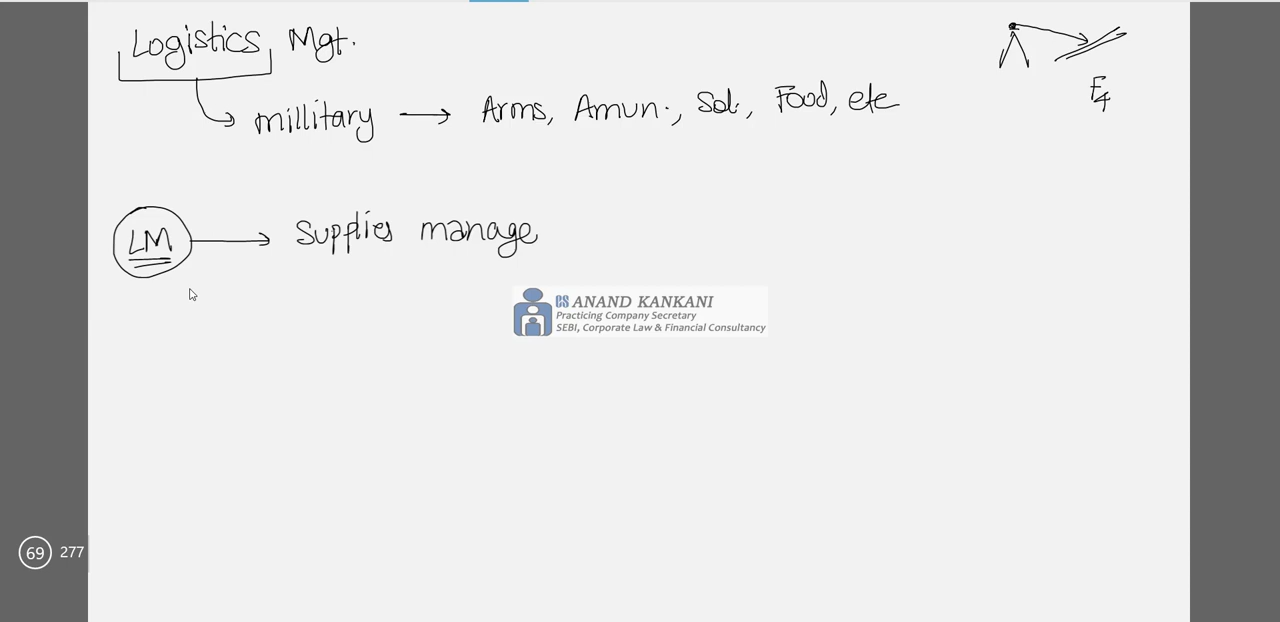 Logistics Mgt.
millitary → Arms, Amun., Sol., Food, etc
E4
LM → Supplies manage
CS ANAND KANKANI
Practicing Company Secretary
SEBI, Corporate Law & Financial Consultancy
69 277